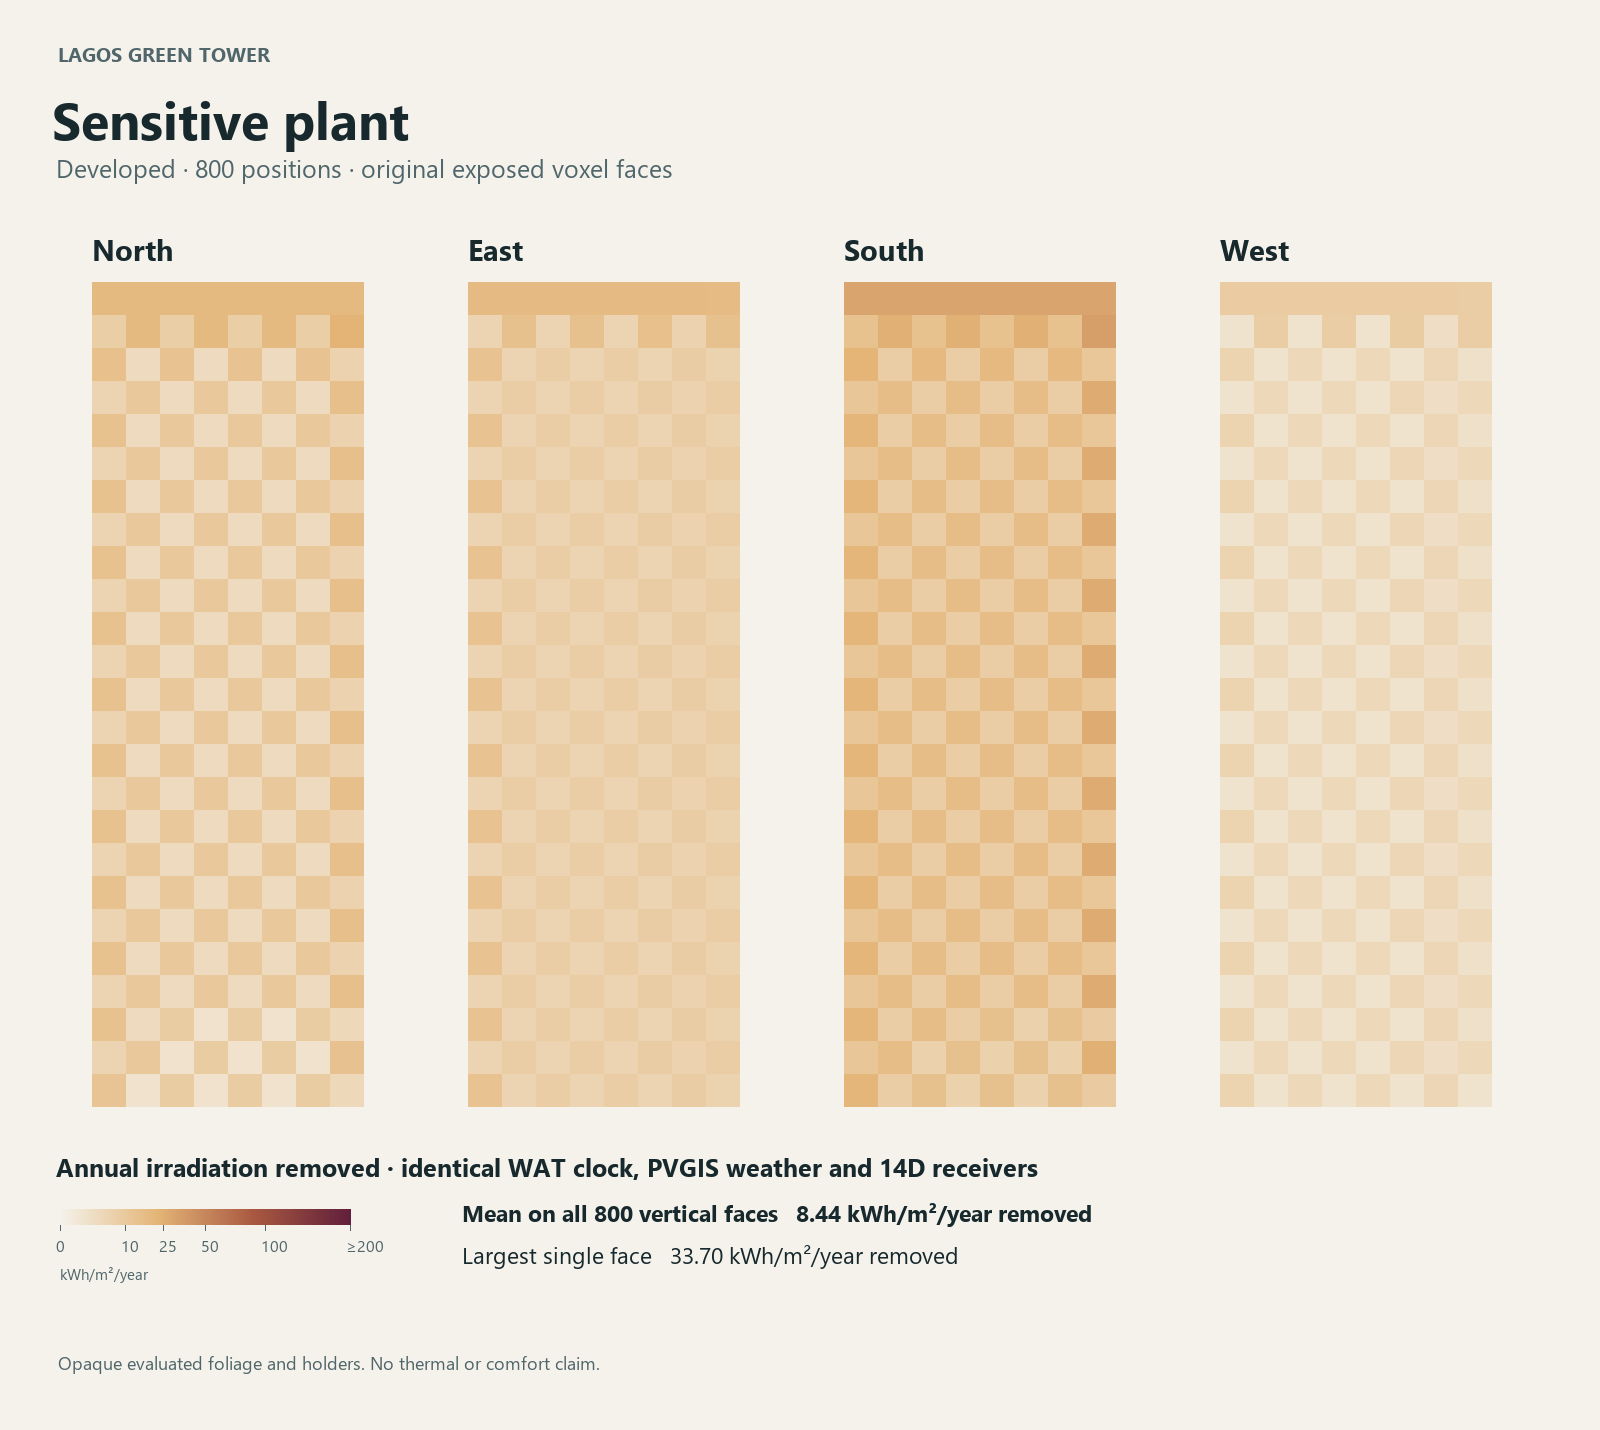 LAGOS GREEN TOWER
Sensitive plant
Developed · 800 positions · original exposed voxel faces
North East South West
Annual irradiation removed · identical WAT clock, PVGIS weather and 14D receivers
0 10 25 50 100 ≥200
kWh/m²/year
Mean on all 800 vertical faces 8.44 kWh/m²/year removed
Largest single face 33.70 kWh/m²/year removed
Opaque evaluated foliage and holders. No thermal or comfort claim.